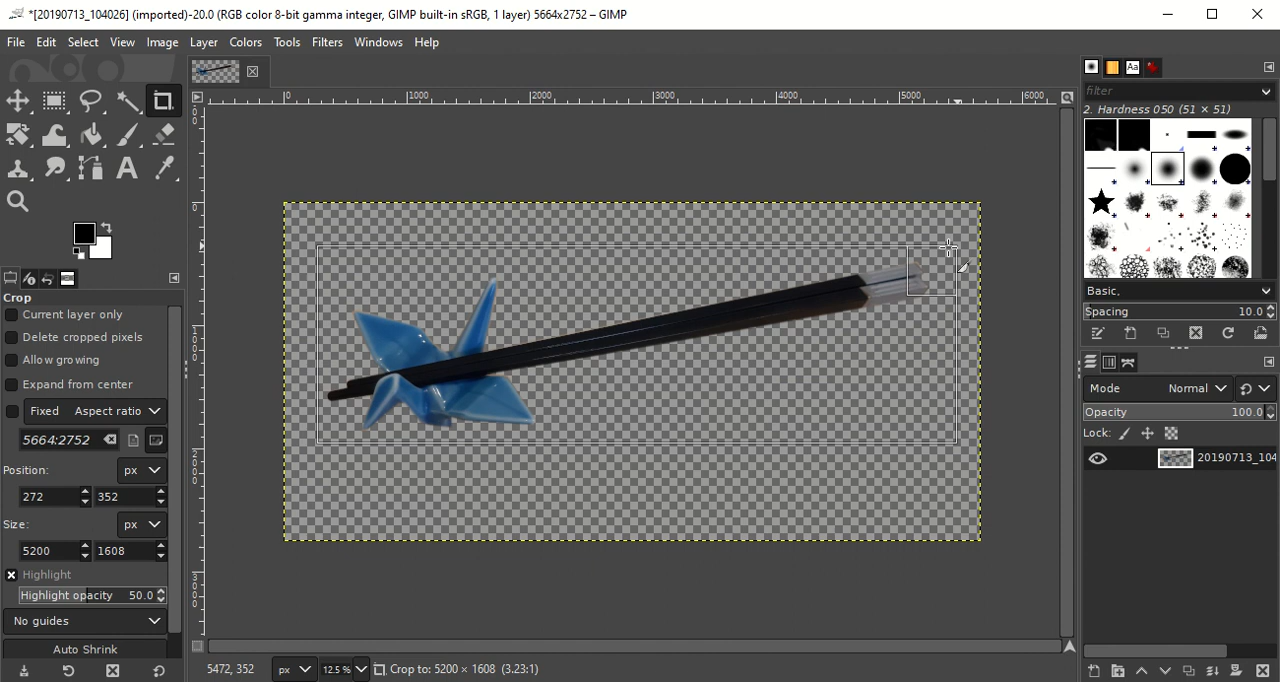 *[20190713_104026] (imported)-20.0 (RGB color 8-bit gamma integer, GIMP built-in sRGB, 1 layer) 5664x2752 – GIMP
File Edit Select View Image Layer Colors Tools Filters Windows Help
0 1000 2000 3000 4000 5000 6000
filter
2. Hardness 050 (51 × 51)
Crop
Current layer only
Delete cropped pixels
Allow growing
Expand from center
Fixed Aspect ratio
5664:2752
Position: px
272 352
Size: px
5200 1608
Highlight
Highlight opacity 50.0
No guides
Auto Shrink
Basic,
Spacing 10.0
Mode Normal
Opacity 100.0
Lock:
20190713_104
5472, 352 px 12.5 % Crop to: 5200 × 1608 (3.23:1)